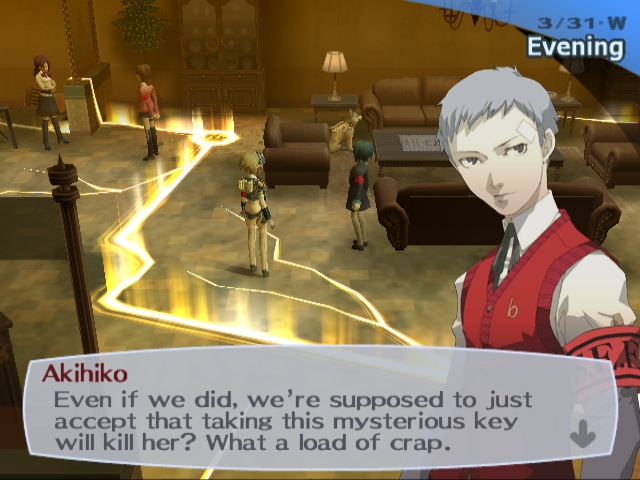 3/31·W
Evening
Akihiko
Even if we did, we're supposed to just
accept that taking this mysterious key
will kill her? What a load of crap.
b
S.E.E.